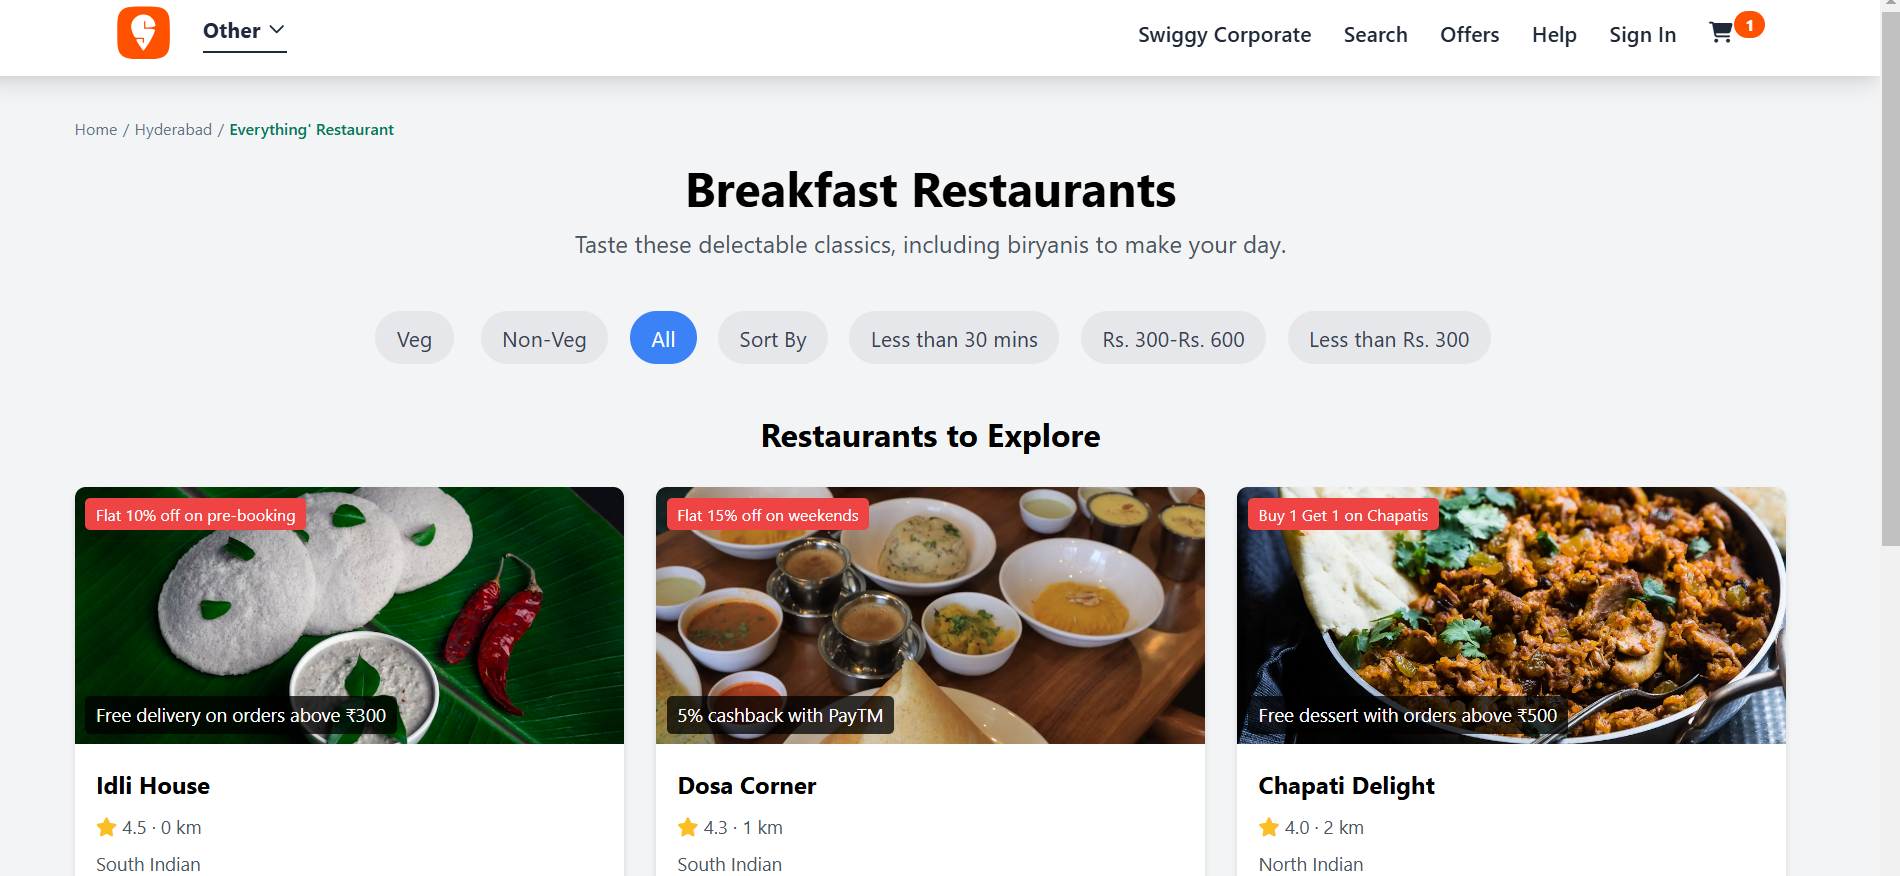 Other
Swiggy Corporate
Search
Offers
Help
Sign In
1
Home / Hyderabad / Everything' Restaurant
Breakfast Restaurants
Taste these delectable classics, including biryanis to make your day.
Veg
Non-Veg
All
Sort By
Less than 30 mins
Rs. 300-Rs. 600
Less than Rs. 300
Restaurants to Explore
Flat 10% off on pre-booking
Free delivery on orders above ₹300
Idli House
4.5 · 0 km
South Indian
Flat 15% off on weekends
5% cashback with PayTM
Dosa Corner
4.3 · 1 km
South Indian
Buy 1 Get 1 on Chapatis
Free dessert with orders above ₹500
Chapati Delight
4.0 · 2 km
North Indian